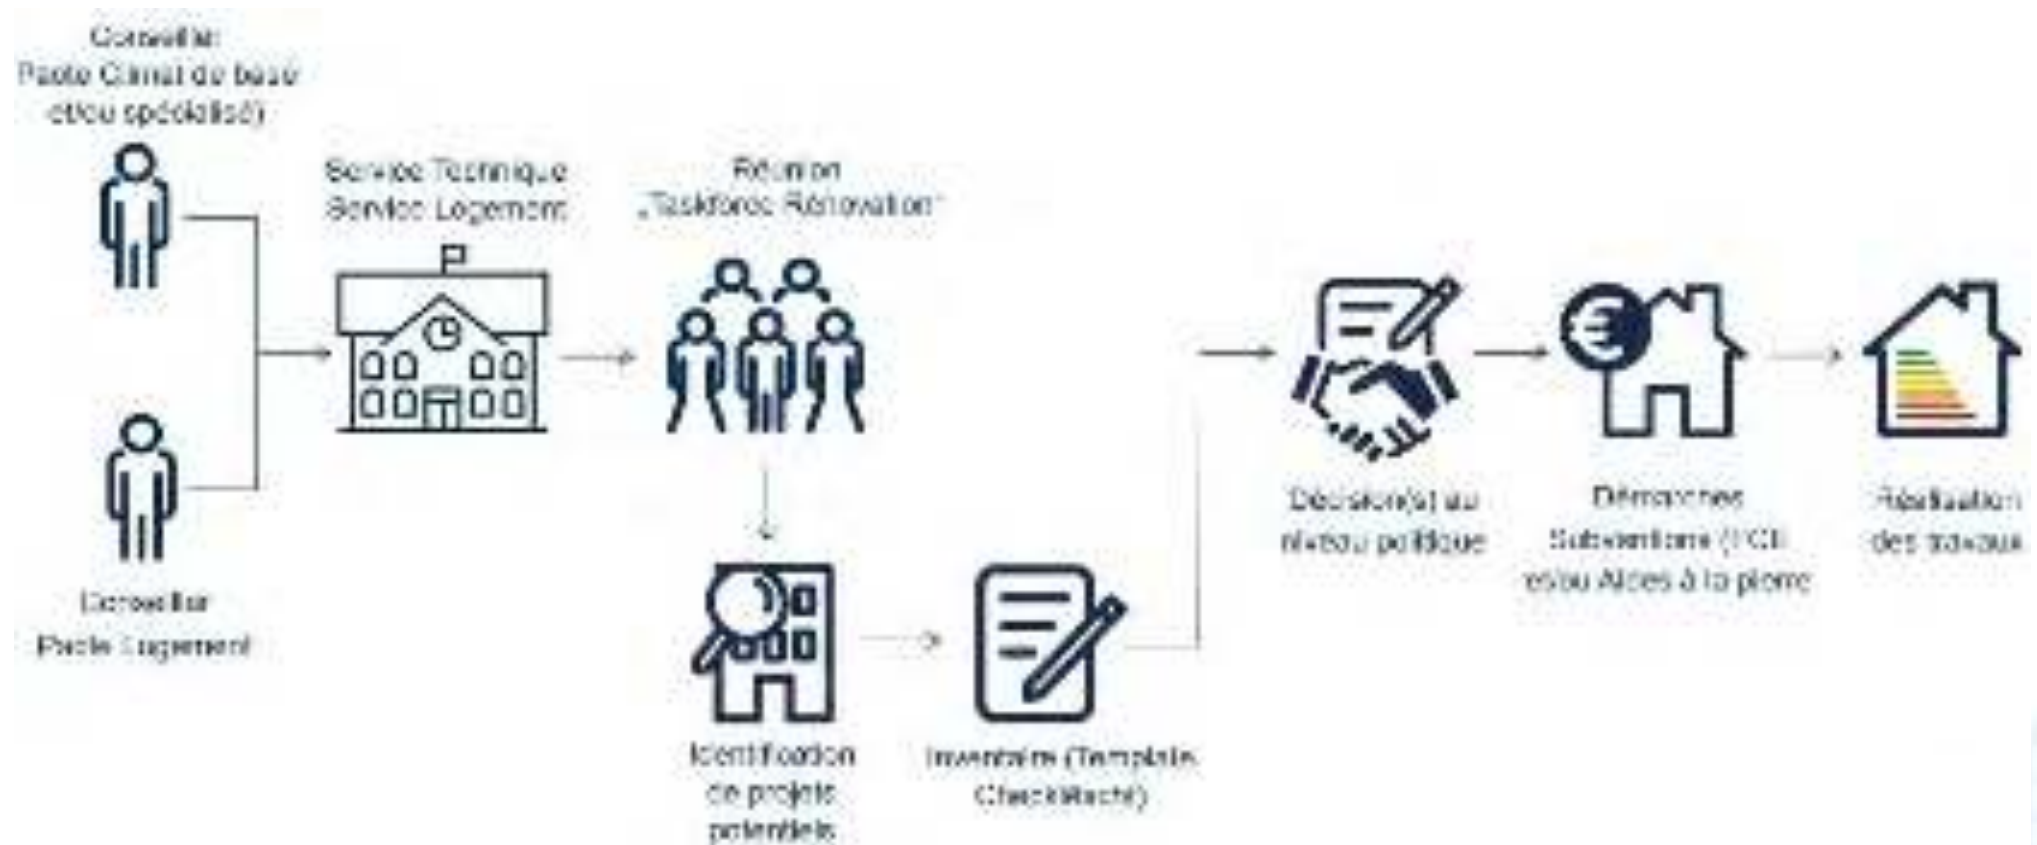 Conseiller
Pacte Climat de base
et/ou spécialisé)
Service Technique
Service Logement
Réunion
„Taskforce Rénovation“
Conseiller
Pacte Logement
Identification
de projets
potentiels
Inventaire (Template
Décision(s) au
niveau politique
Démarches
Subventions
et/ou Aides à la pierre
Réalisation
des travaux